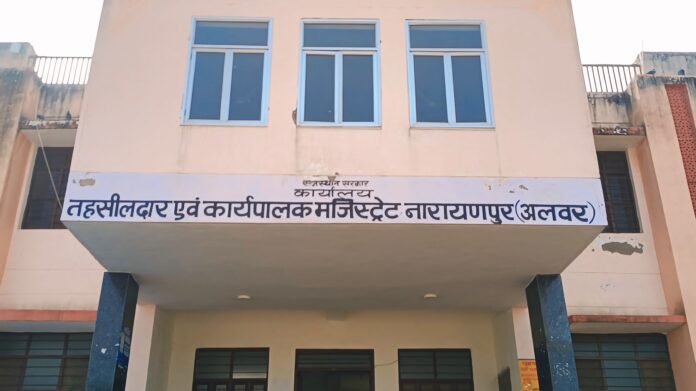 राजस्थान सरकार
कार्यालय
तहसीलदार एवं कार्यपालक मजिस्ट्रेट नारायणपुर(अलवर)